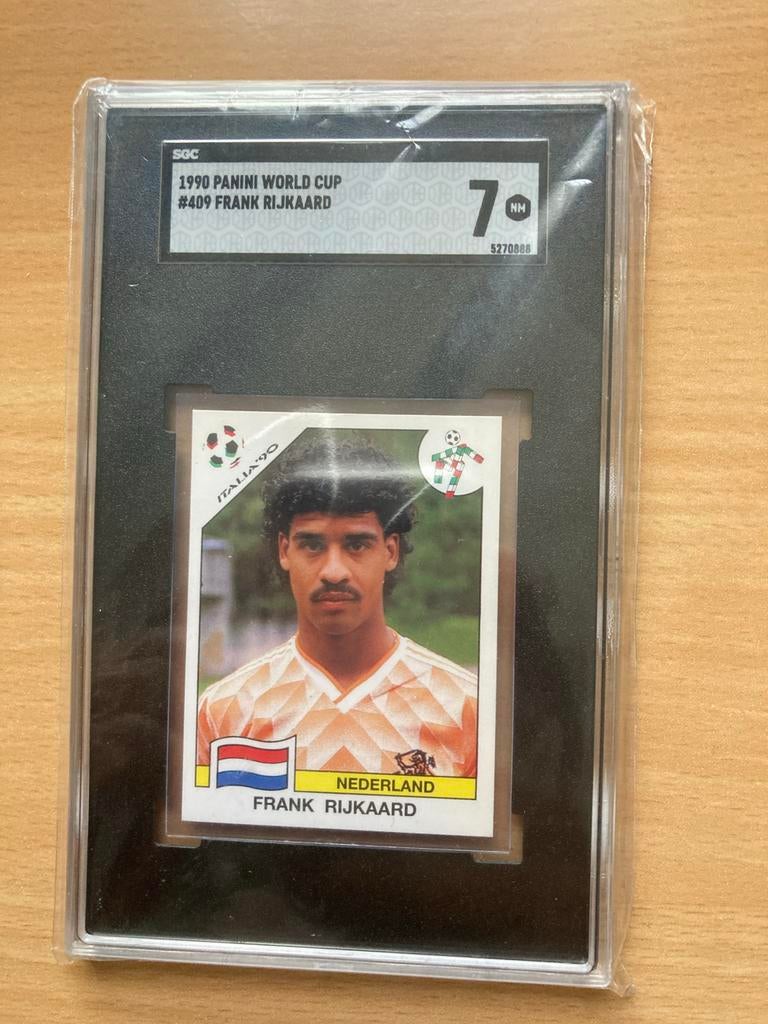 SGC
1990 PANINI WORLD CUP
#409 FRANK RIJKAARD
7 NM
5270888
ITALIA'90
NEDERLAND
FRANK RIJKAARD